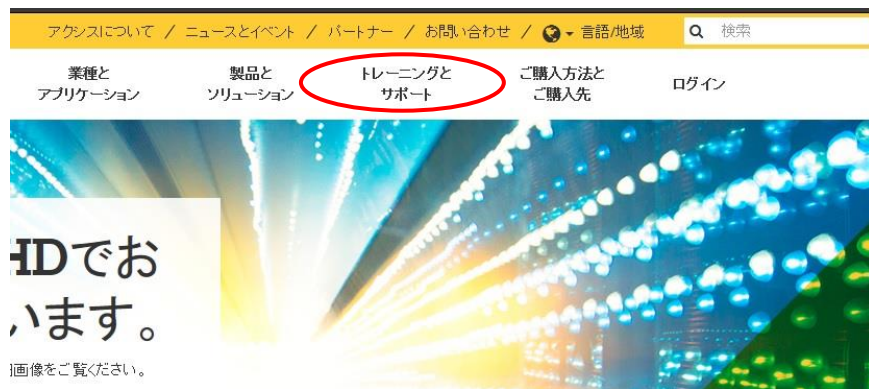 アクシスについて / ニュースとイベント / パートナー / お問い合わせ / 言語/地域 検索
業種と
アプリケーション
製品と
ソリューション
トレーニングと
サポート
ご購入方法と
ご購入先
ログイン
HDでお
います。
画像をご覧ください。